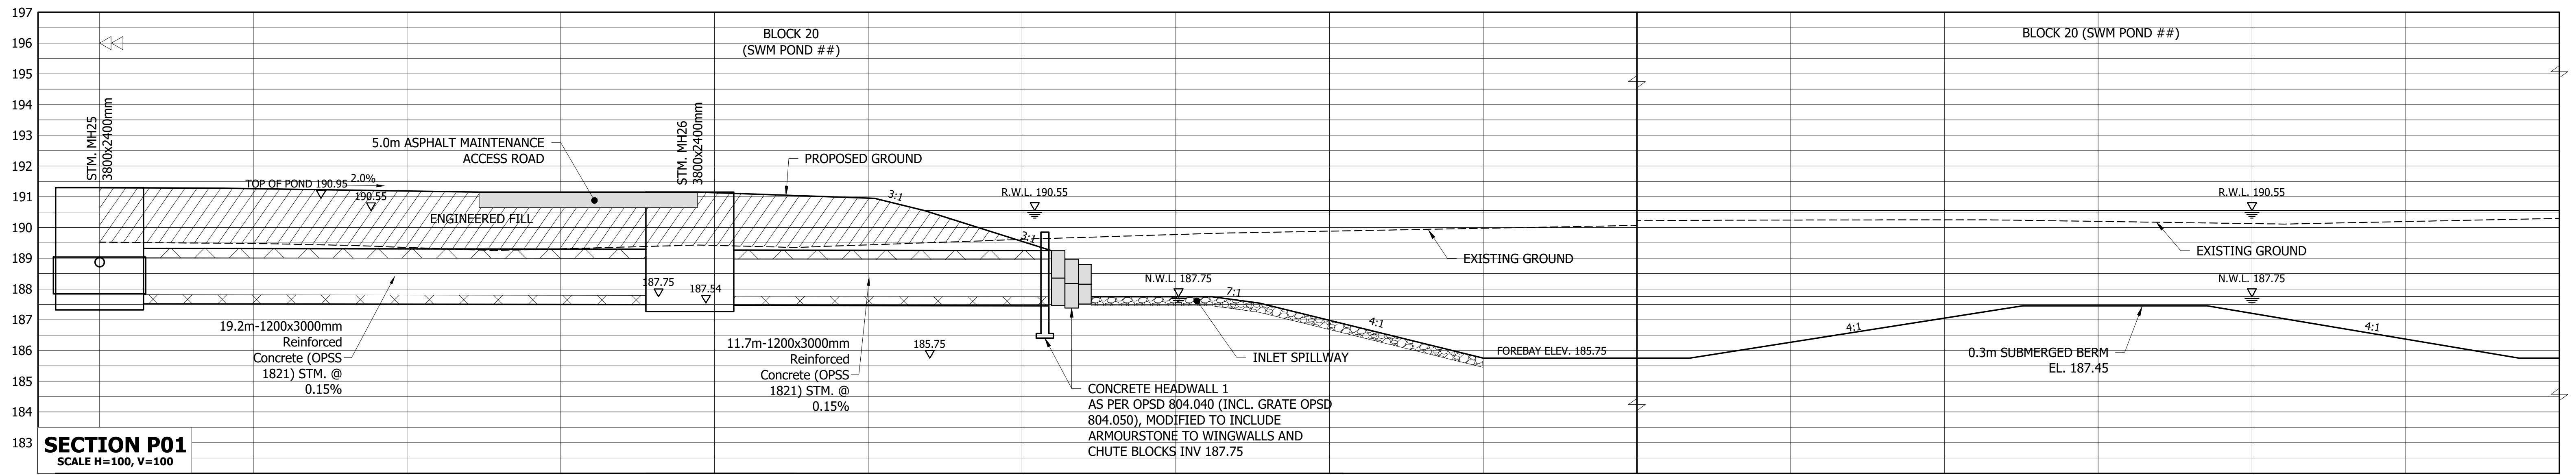 197
196
195
194
193
192
191
190
189
188
187
186
185
184
183
BLOCK 20
(SWM POND ##)
BLOCK 20 (SWM POND ##)
STM. MH25
3800x2400mm
5.0m ASPHALT MAINTENANCE
ACCESS ROAD
STM. MH26
3800x2400mm
PROPOSED GROUND
TOP OF POND 190.95
2.0%
190.55
ENGINEERED FILL
3:1
R.W.L. 190.55
R.W.L. 190.55
3:1
EXISTING GROUND
EXISTING GROUND
187.75
187.54
N.W.L. 187.75
N.W.L. 187.75
7:1
4:1
4:1
4:1
19.2m-1200x3000mm
Reinforced
Concrete (OPSS
1821) STM. @
0.15%
11.7m-1200x3000mm
Reinforced
Concrete (OPSS
1821) STM. @
0.15%
185.75
INLET SPILLWAY
FOREBAY ELEV. 185.75
0.3m SUBMERGED BERM
EL. 187.45
CONCRETE HEADWALL 1
AS PER OPSD 804.040 (INCL. GRATE OPSD
804.050), MODIFIED TO INCLUDE
ARMOURSTONE TO WINGWALLS AND
CHUTE BLOCKS INV 187.75
SECTION P01
SCALE H=100, V=100